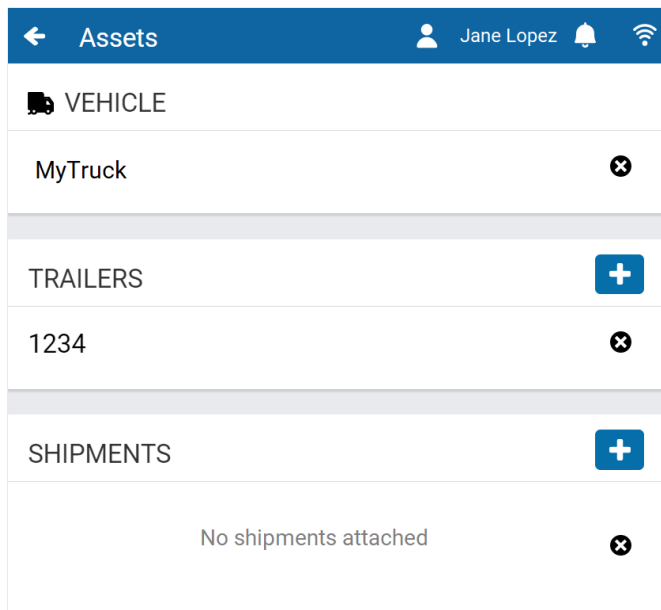 Assets
Jane Lopez
VEHICLE
MyTruck
TRAILERS
1234
SHIPMENTS
No shipments attached